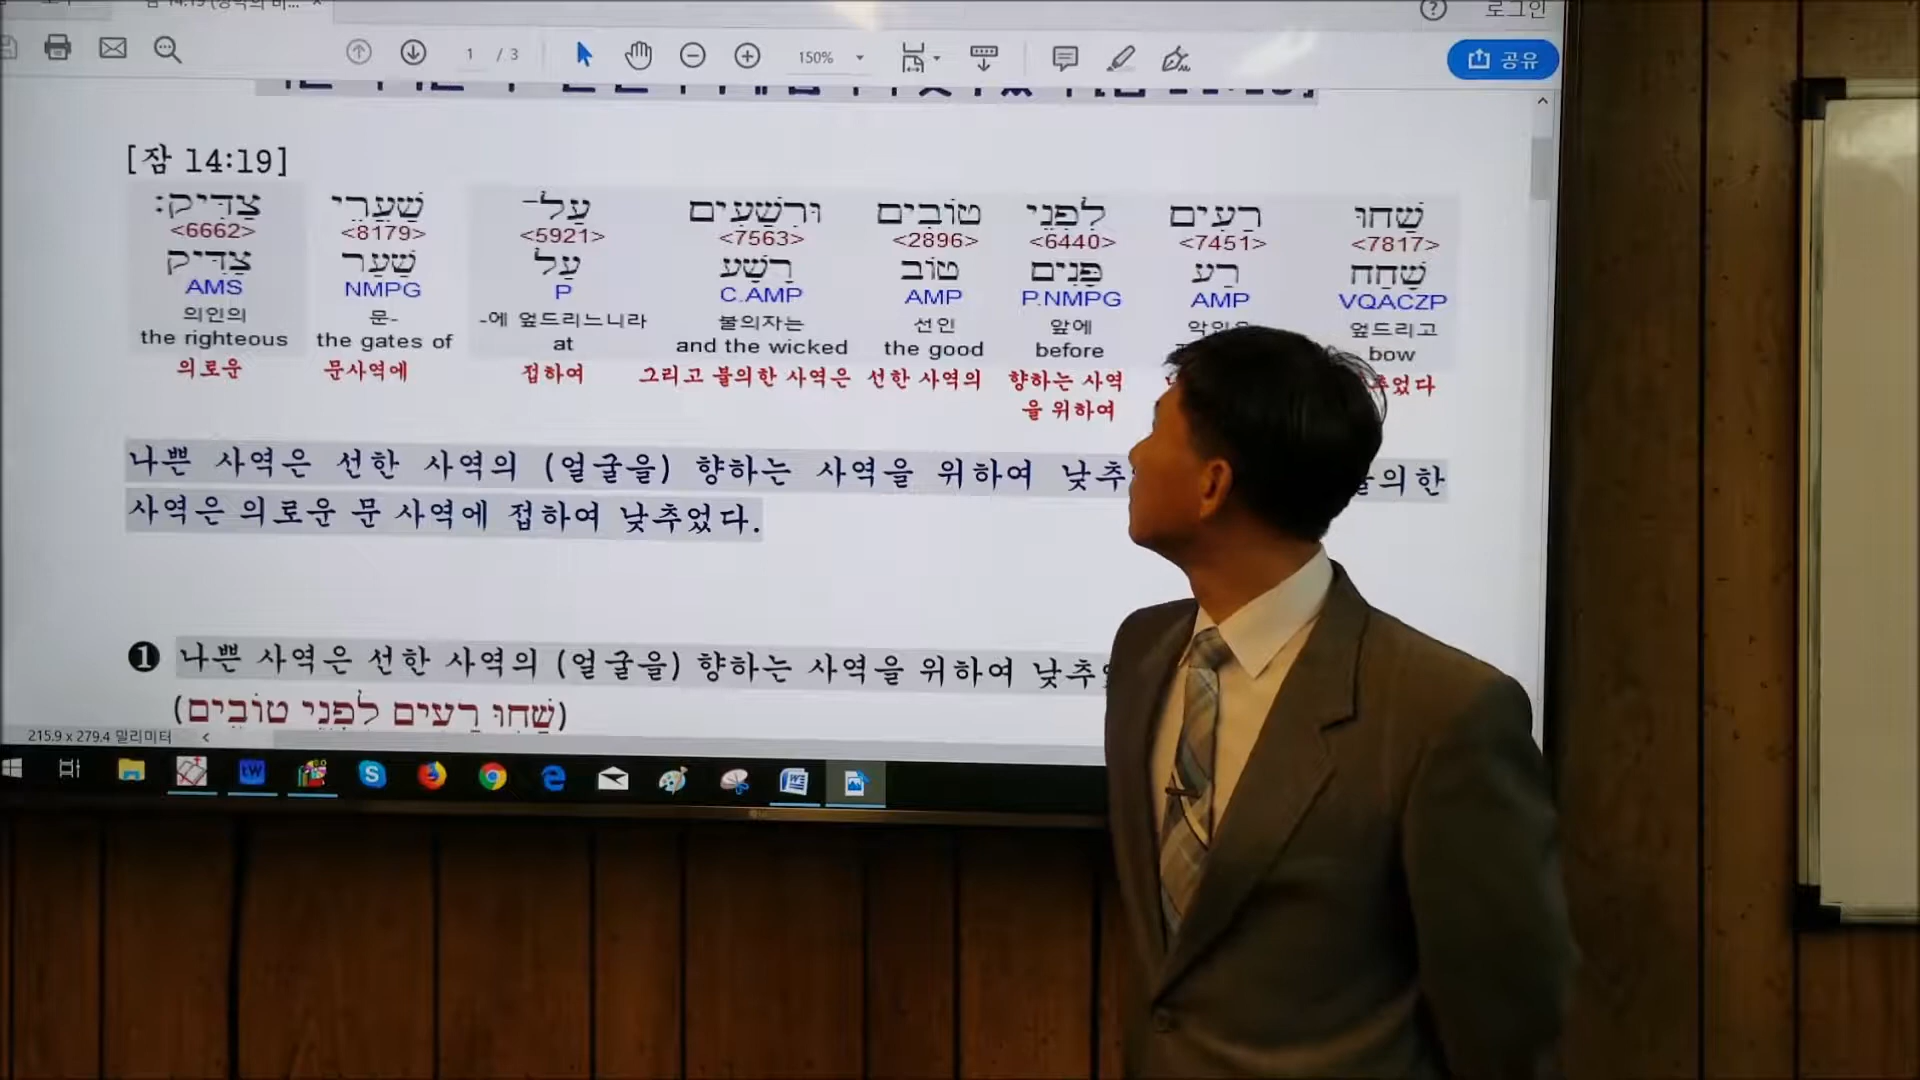 로그인
1 / 3 150% 공유
[잠 14:19]
שַׁחוּ רָעִים לִפְנֵי טוֹבִים וּרְשָׁעִים עַל־ שַׁעֲרֵי צַדִּיק׃
<7817> <7451> <6440> <2896> <7563> <5921> <8179> <6662>
שָׁחַח רַע פָּנִים טוֹב רָשָׁע עַל שַׁעַר צַדִּיק
AMS NMPG P C.AMP AMP P.NMPG AMP VQACZP
의인의 문- -에 엎드리느니라 불의자는 선인 앞에 엎드리고
the righteous the gates of at and the wicked the good before bow
의로운 문사역에 접하여 그리고 불의한 사역은 선한 사역의 향하는 사역
을 위하여
나쁜 사역은 선한 사역의 (얼굴을) 향하는 사역을 위하여
사역은 의로운 문 사역에 접하여 낮추었다.
❶ 나쁜 사역은 선한 사역의 (얼굴을) 향하는 사역을 위하여
(שַׁחוּ רָעִים לִפְנֵי טוֹבִים)
215.9 x 279.4 밀리미터